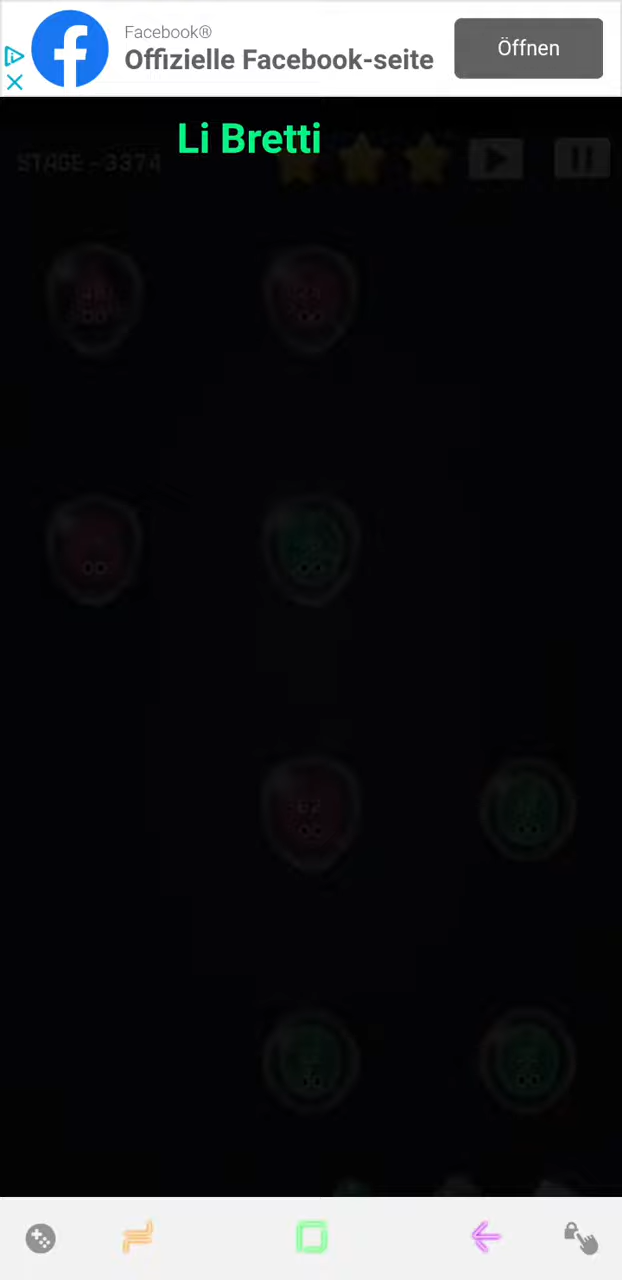 Facebook®
Offizielle Facebook-seite
Öffnen
Li Bretti
STAGE - 3374